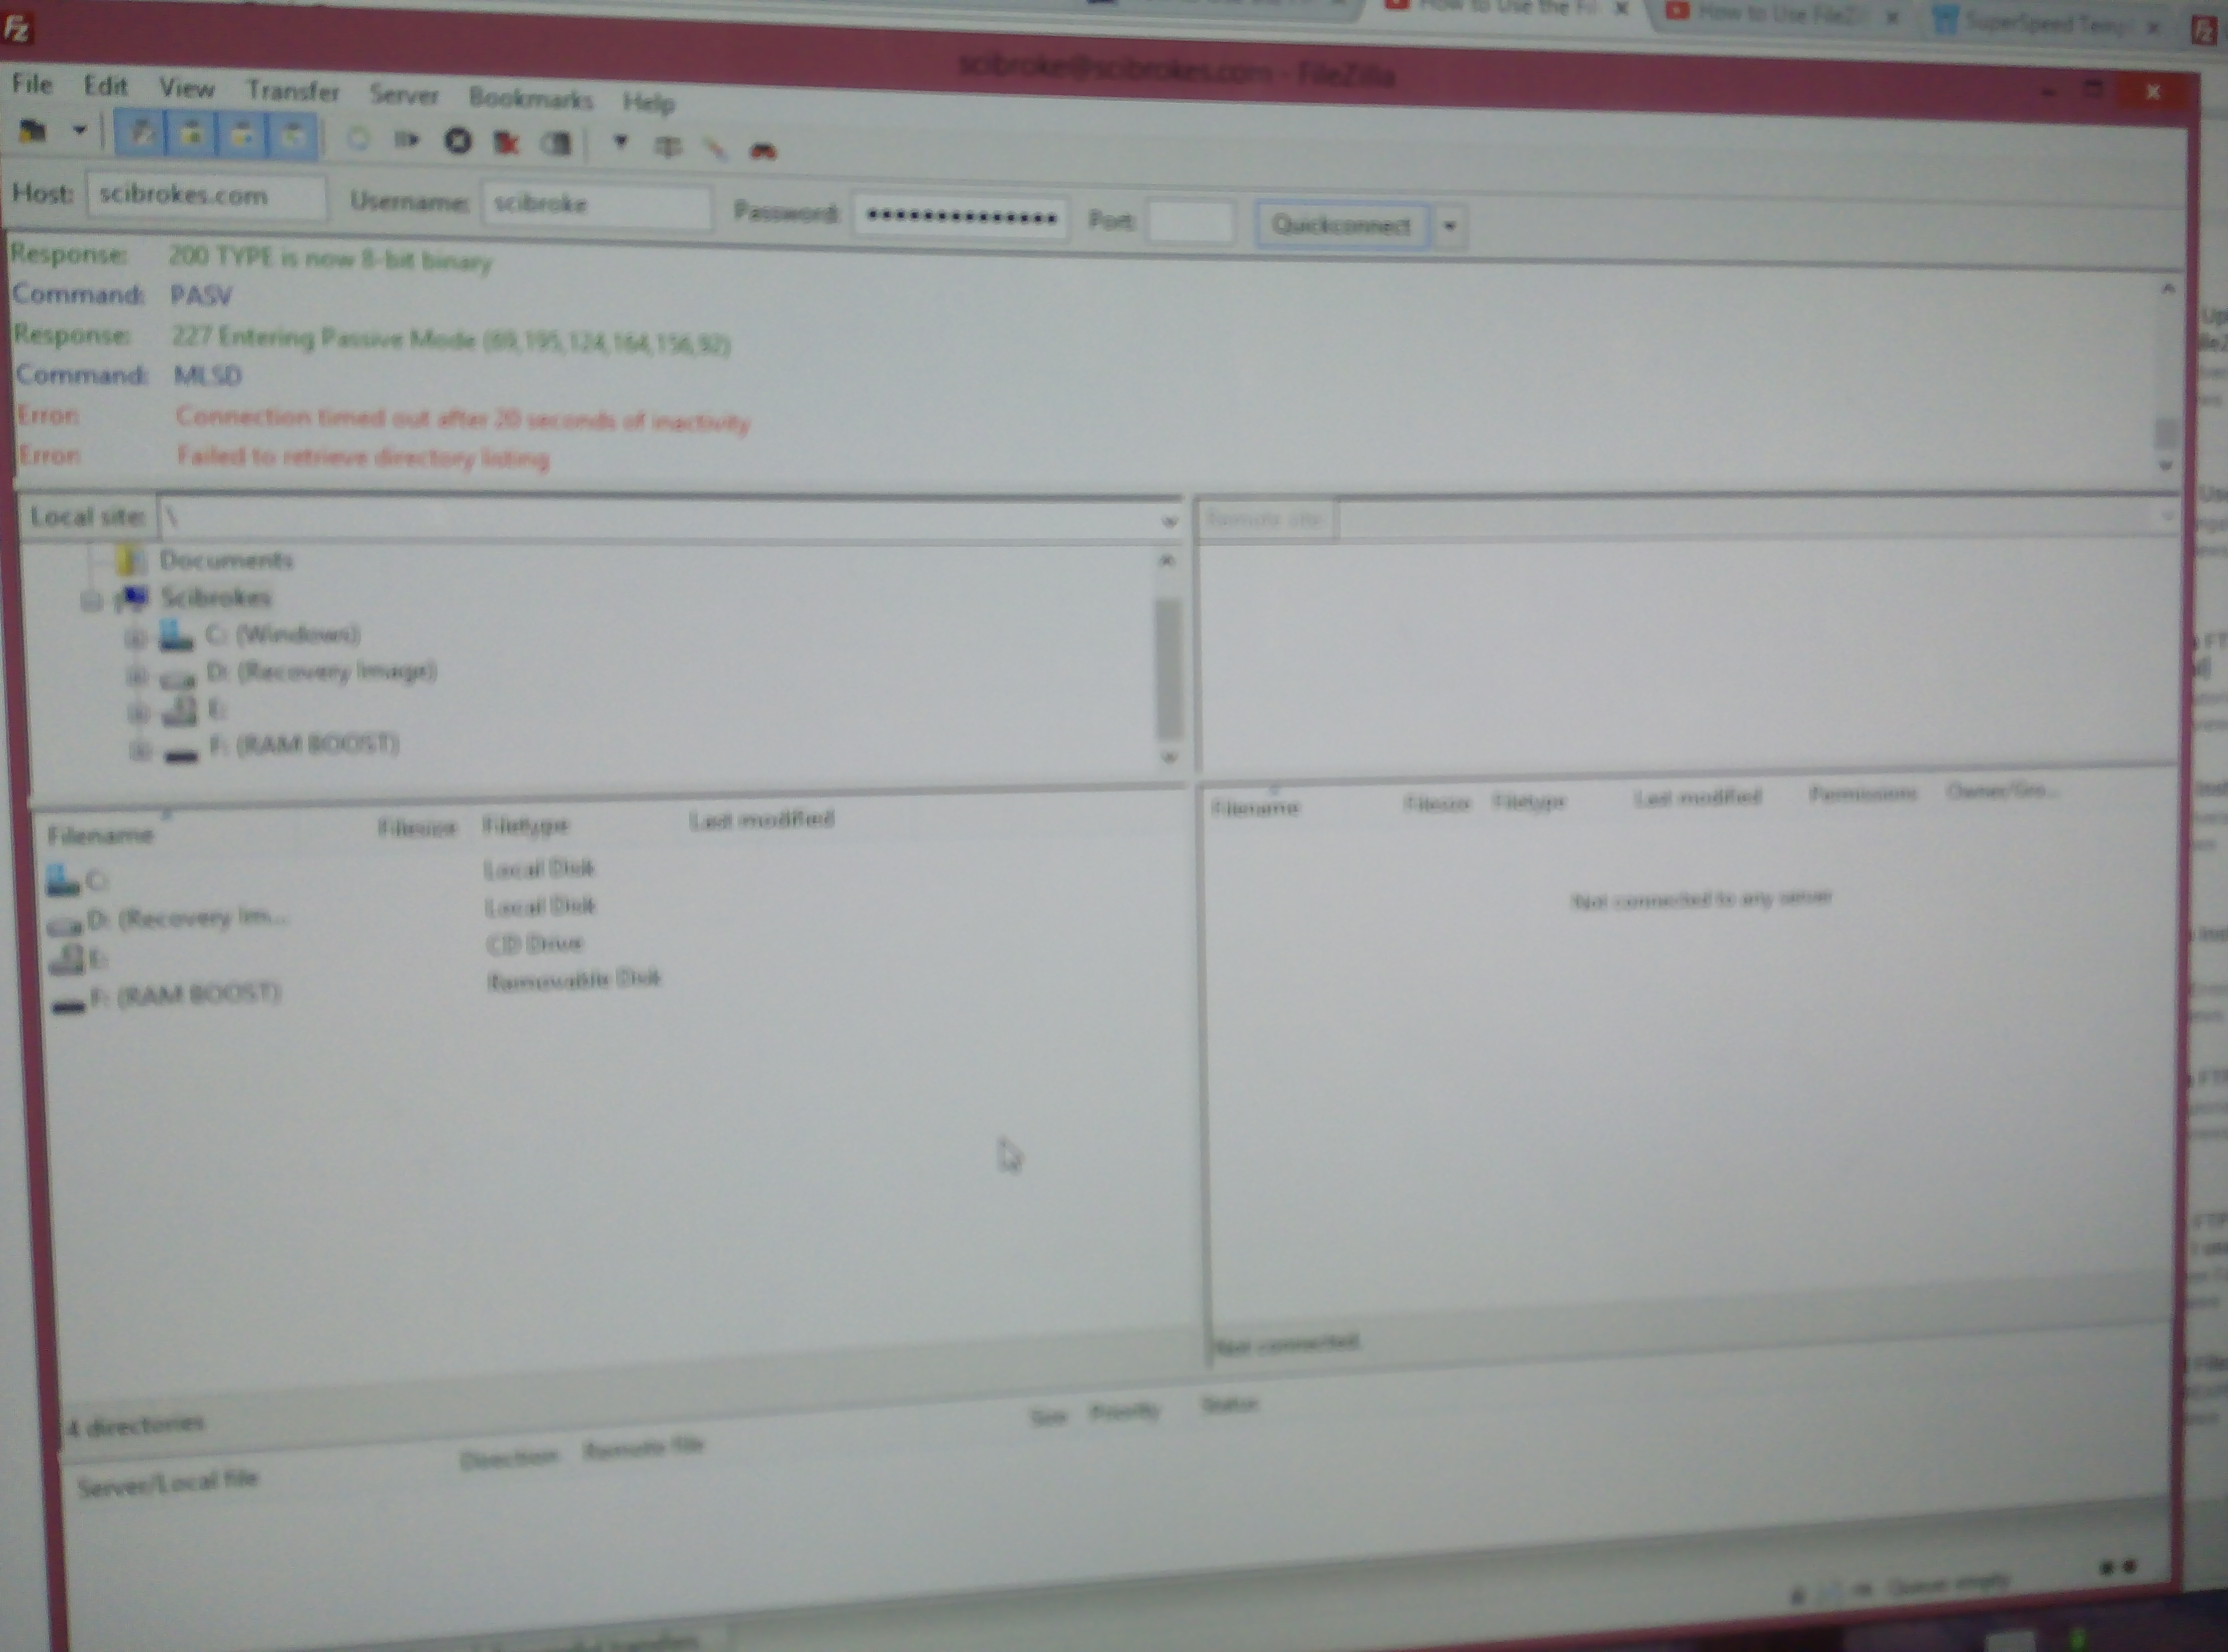 How to Use the Fi
How to Use FileZi
SuperSpeed Temp
scibroke@scibrokes.com - FileZilla
File Edit View Transfer Server Bookmarks Help
Host: scibrokes.com Username: scibroke Password: •••••••••••••• Port: Quickconnect
Response: 200 TYPE is now 8-bit binary
Command: PASV
Response: 227 Entering Passive Mode (69,195,124,164,156,92)
Command: MLSD
Error: Connection timed out after 20 seconds of inactivity
Error: Failed to retrieve directory listing
Local site: \ Remote site:
Documents
Scibrokes
C: (Windows)
D: (Recovery Image)
E:
F: (RAM BOOST)
Filename Filesize Filetype Last modified
C: Local Disk
D: (Recovery Im... Local Disk
E: CD Drive
F: (RAM BOOST) Removable Disk
4 directories
Filename Filesize Filetype Last modified Permissions Owner/Gro...
Not connected to any server
Not connected.
Server/Local file Direction Remote file Size Priority Status
Queue: empty